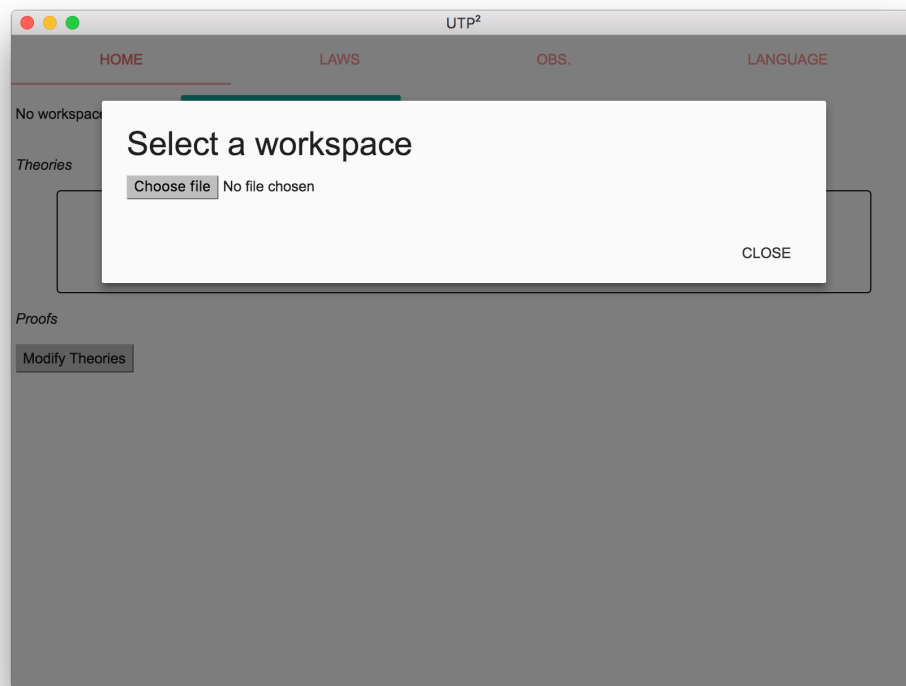 UTP²
HOME LAWS OBS. LANGUAGE
No workspace
Select a workspace
Theories
Choose file No file chosen
CLOSE
Proofs
Modify Theories